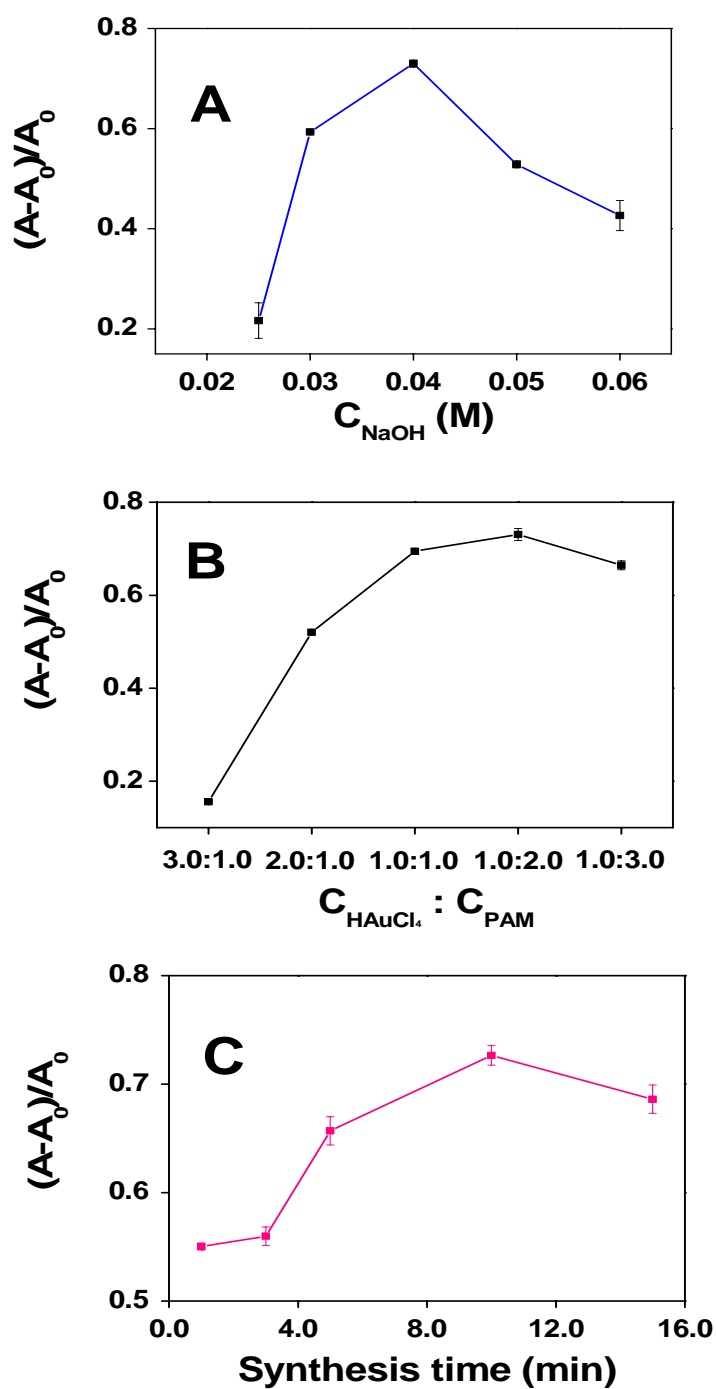 0.8
0.6
0.4
0.2
(A-A₀)/A₀
A
0.02 0.03 0.04 0.05 0.06
C_NaOH (M)
0.8
0.6
0.4
0.2
(A-A₀)/A₀
B
3.0:1.0 2.0:1.0 1.0:1.0 1.0:2.0 1.0:3.0
C_HAuCl₄ : C_PAM
0.8
0.7
0.6
0.5
(A-A₀)/A₀
C
0.0 4.0 8.0 12.0 16.0
Synthesis time (min)